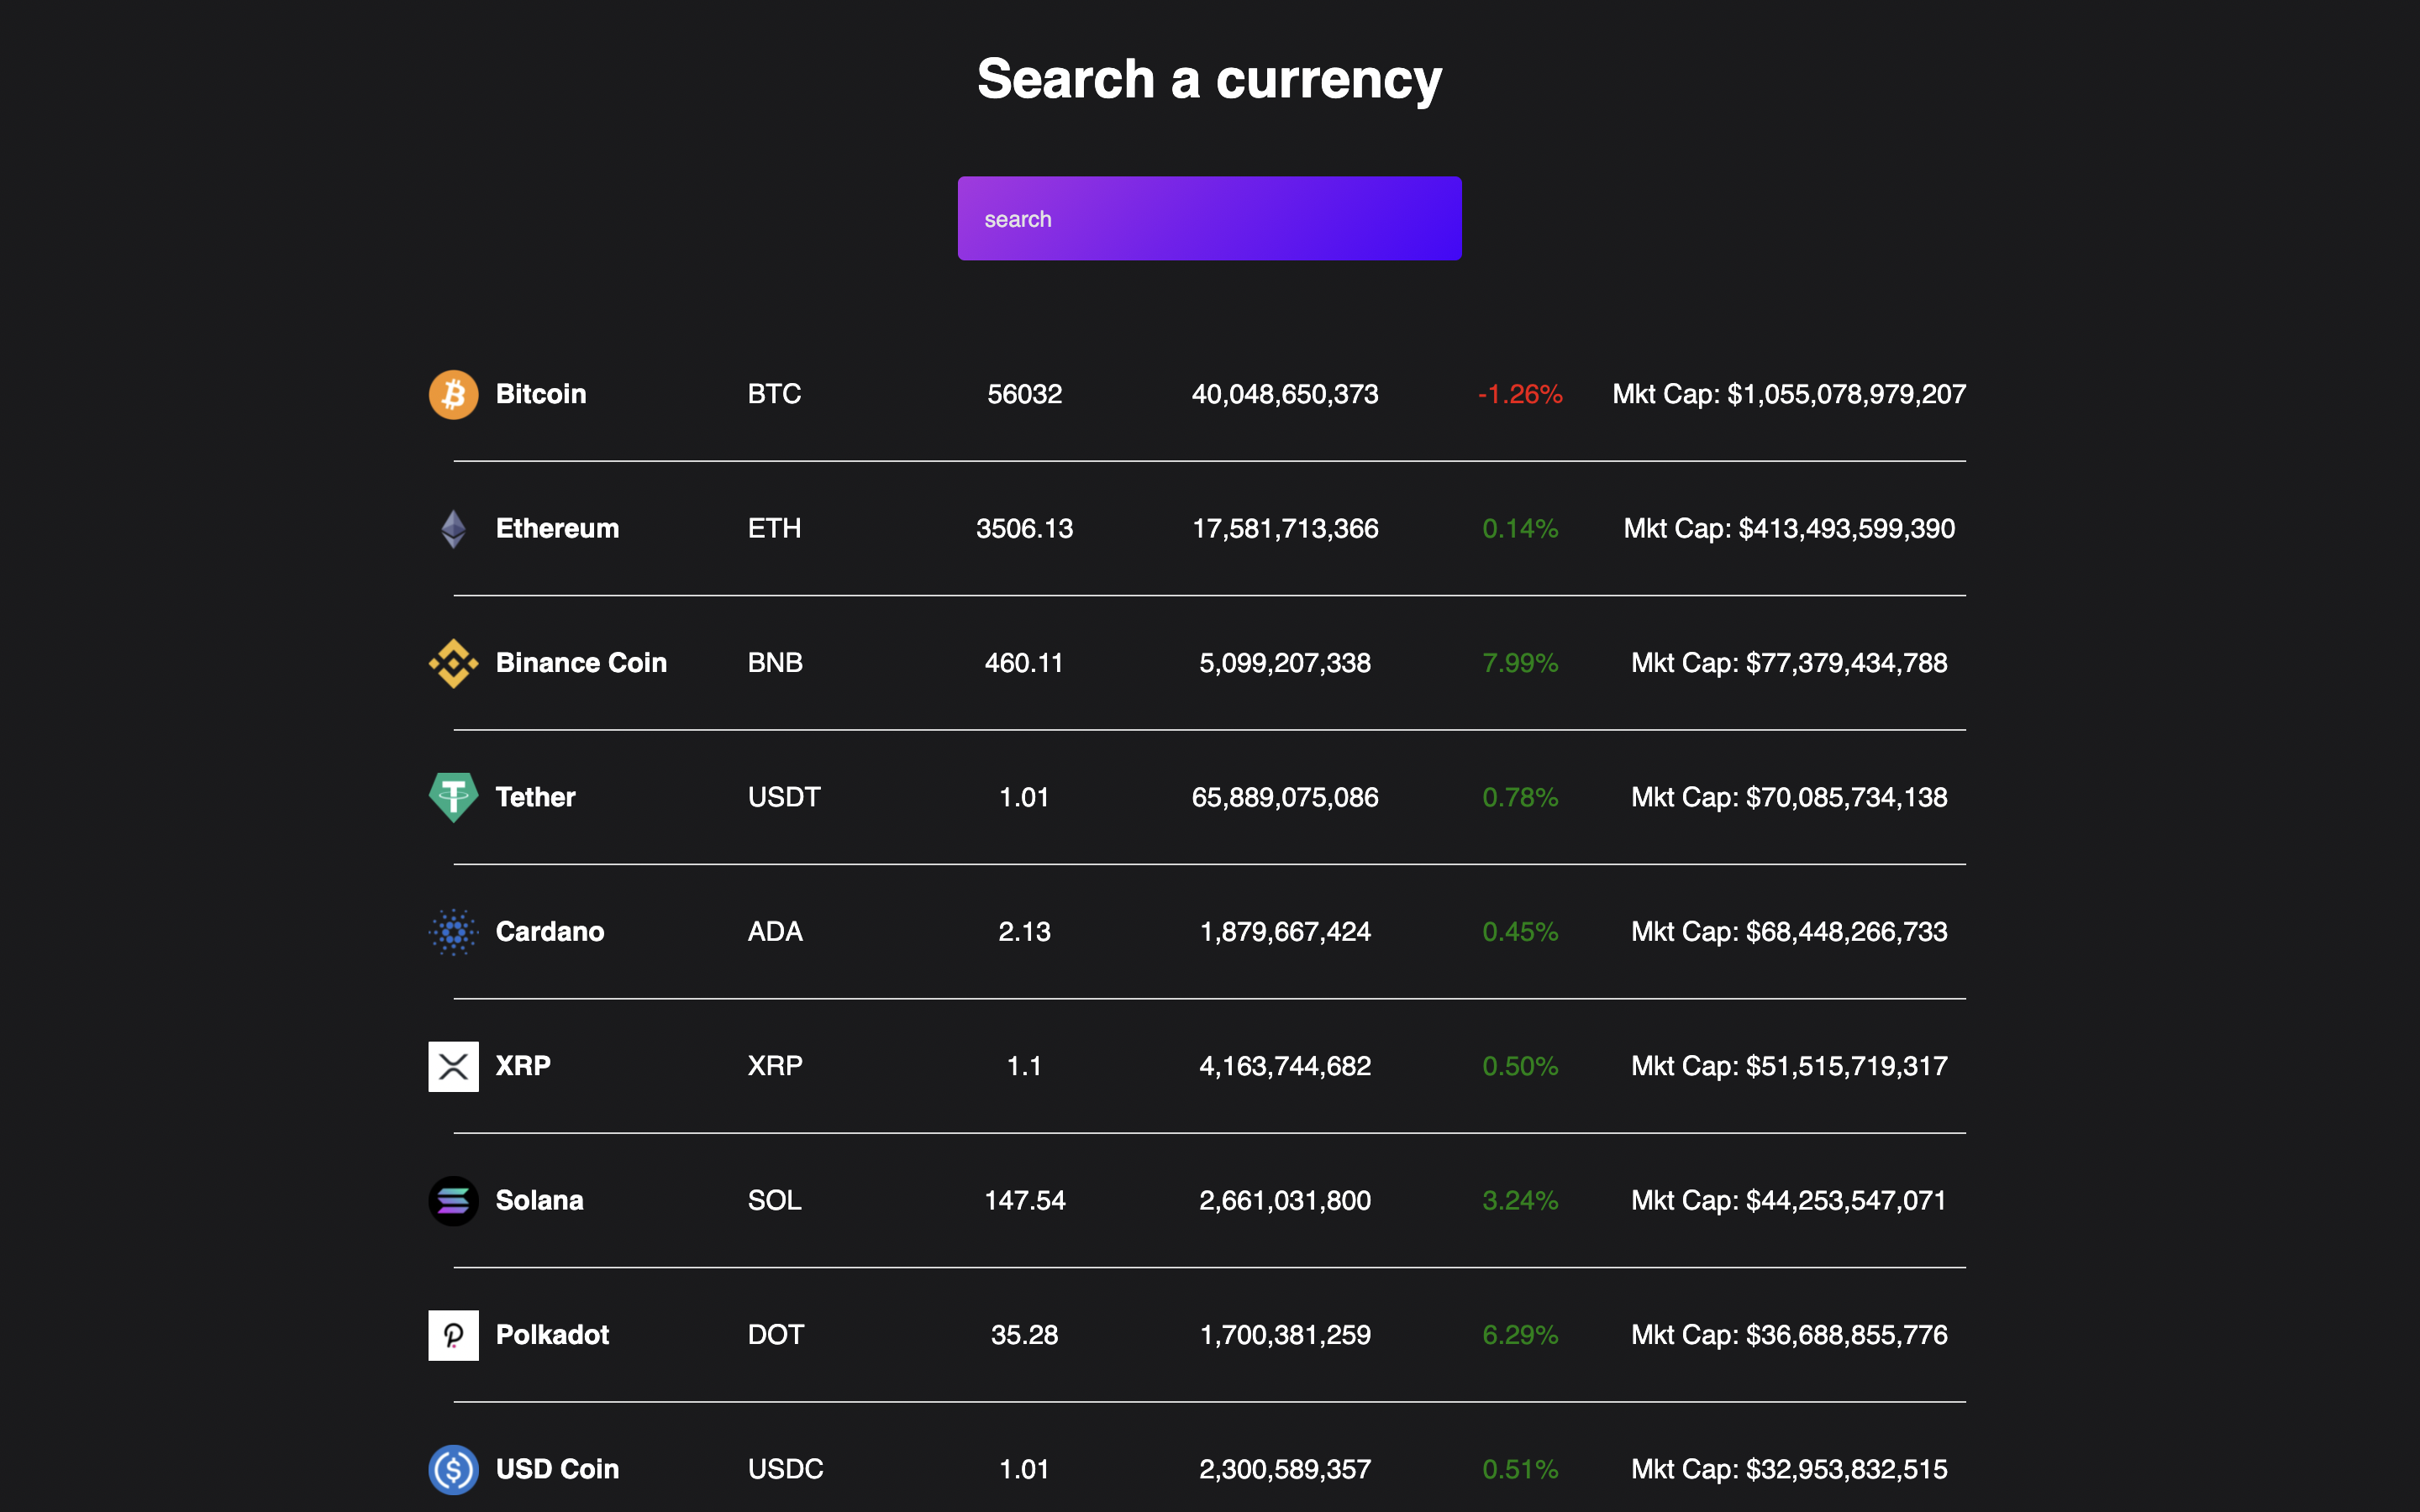 Search a currency
search
Bitcoin BTC 56032 40,048,650,373 -1.26% Mkt Cap: $1,055,078,979,207
Ethereum ETH 3506.13 17,581,713,366 0.14% Mkt Cap: $413,493,599,390
Binance Coin BNB 460.11 5,099,207,338 7.99% Mkt Cap: $77,379,434,788
Tether USDT 1.01 65,889,075,086 0.78% Mkt Cap: $70,085,734,138
Cardano ADA 2.13 1,879,667,424 0.45% Mkt Cap: $68,448,266,733
XRP XRP 1.1 4,163,744,682 0.50% Mkt Cap: $51,515,719,317
Solana SOL 147.54 2,661,031,800 3.24% Mkt Cap: $44,253,547,071
Polkadot DOT 35.28 1,700,381,259 6.29% Mkt Cap: $36,688,855,776
USD Coin USDC 1.01 2,300,589,357 0.51% Mkt Cap: $32,953,832,515